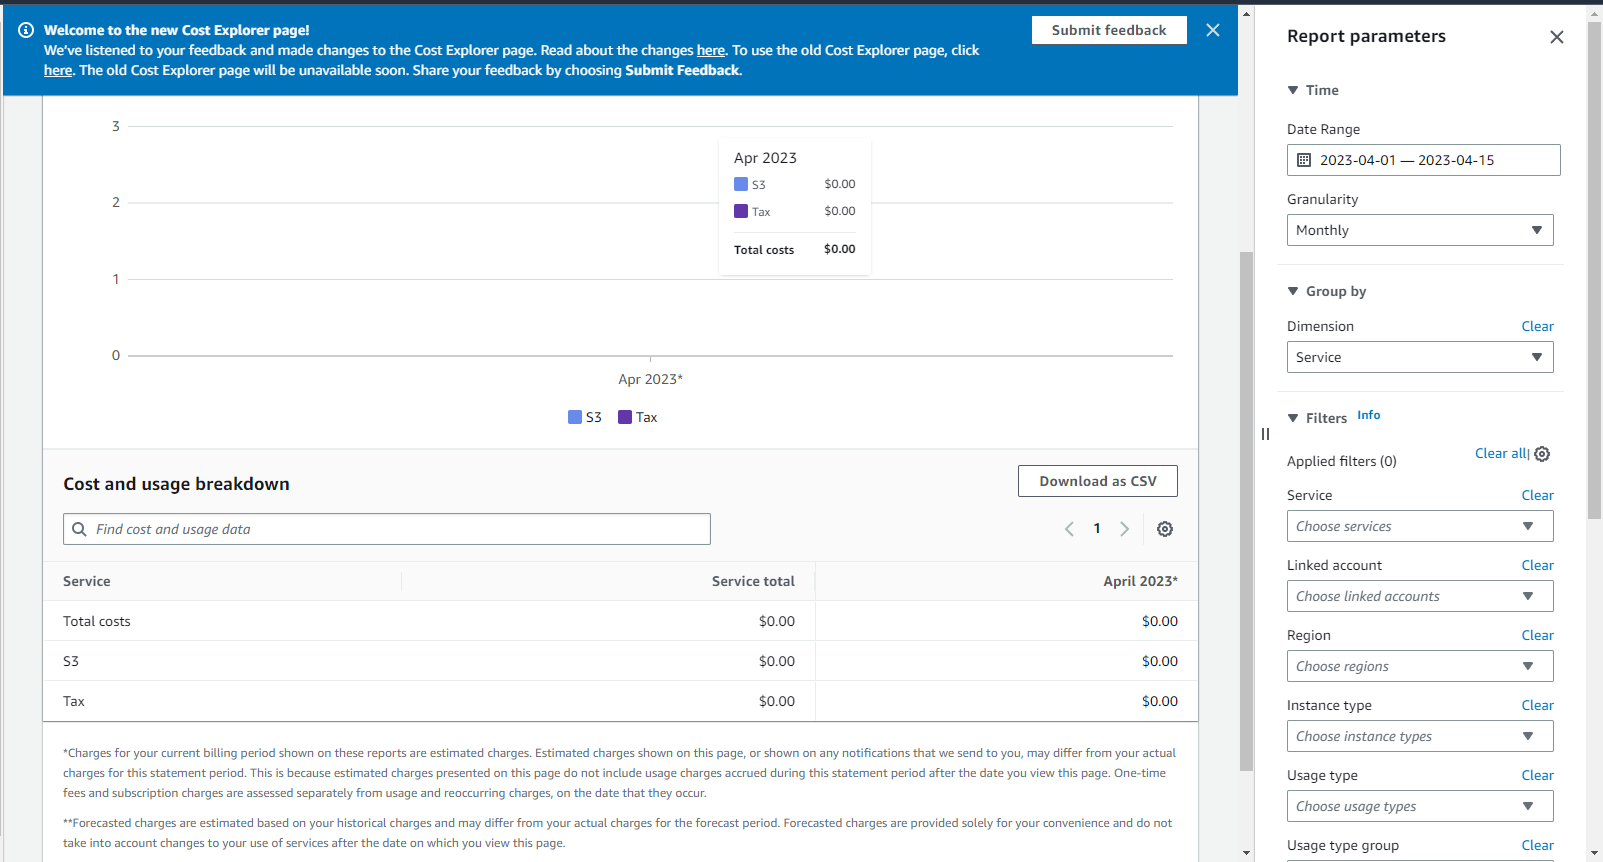 Welcome to the new Cost Explorer page!
We've listened to your feedback and made changes to the Cost Explorer page. Read about the changes here. To use the old Cost Explorer page, click
here. The old Cost Explorer page will be unavailable soon. Share your feedback by choosing Submit Feedback.
Submit feedback
3
2
1
0
Apr 2023
S3 $0.00
Tax $0.00
Total costs $0.00
Apr 2023*
S3 Tax
Cost and usage breakdown
Download as CSV
Find cost and usage data
1
Service Service total April 2023*
Total costs $0.00 $0.00
S3 $0.00 $0.00
Tax $0.00 $0.00
*Charges for your current billing period shown on these reports are estimated charges. Estimated charges shown on this page, or shown on any notifications that we send to you, may differ from your actual
charges for this statement period. This is because estimated charges presented on this page do not include usage charges accrued during this statement period after the date you view this page. One-time
fees and subscription charges are assessed separately from usage and reoccurring charges, on the date that they occur.
**Forecasted charges are estimated based on your historical charges and may differ from your actual charges for the forecast period. Forecasted charges are provided solely for your convenience and do not
take into account changes to your use of services after the date on which you view this page.
Report parameters
Time
Date Range
2023-04-01 — 2023-04-15
Granularity
Monthly
Group by
Dimension Clear
Service
Filters Info
Applied filters (0) Clear all|
Service Clear
Choose services
Linked account Clear
Choose linked accounts
Region Clear
Choose regions
Instance type Clear
Choose instance types
Usage type Clear
Choose usage types
Usage type group Clear